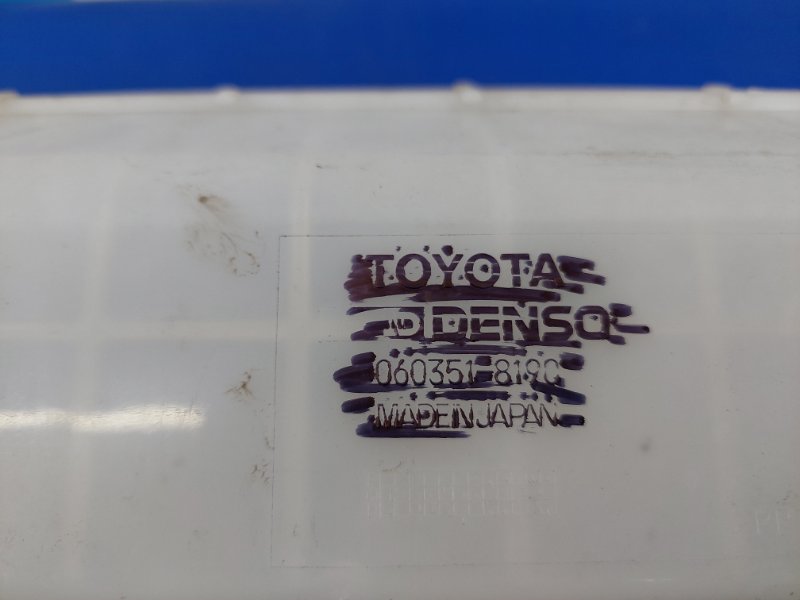 TOYOTA
DENSO
060351-8190
MADE IN JAPAN